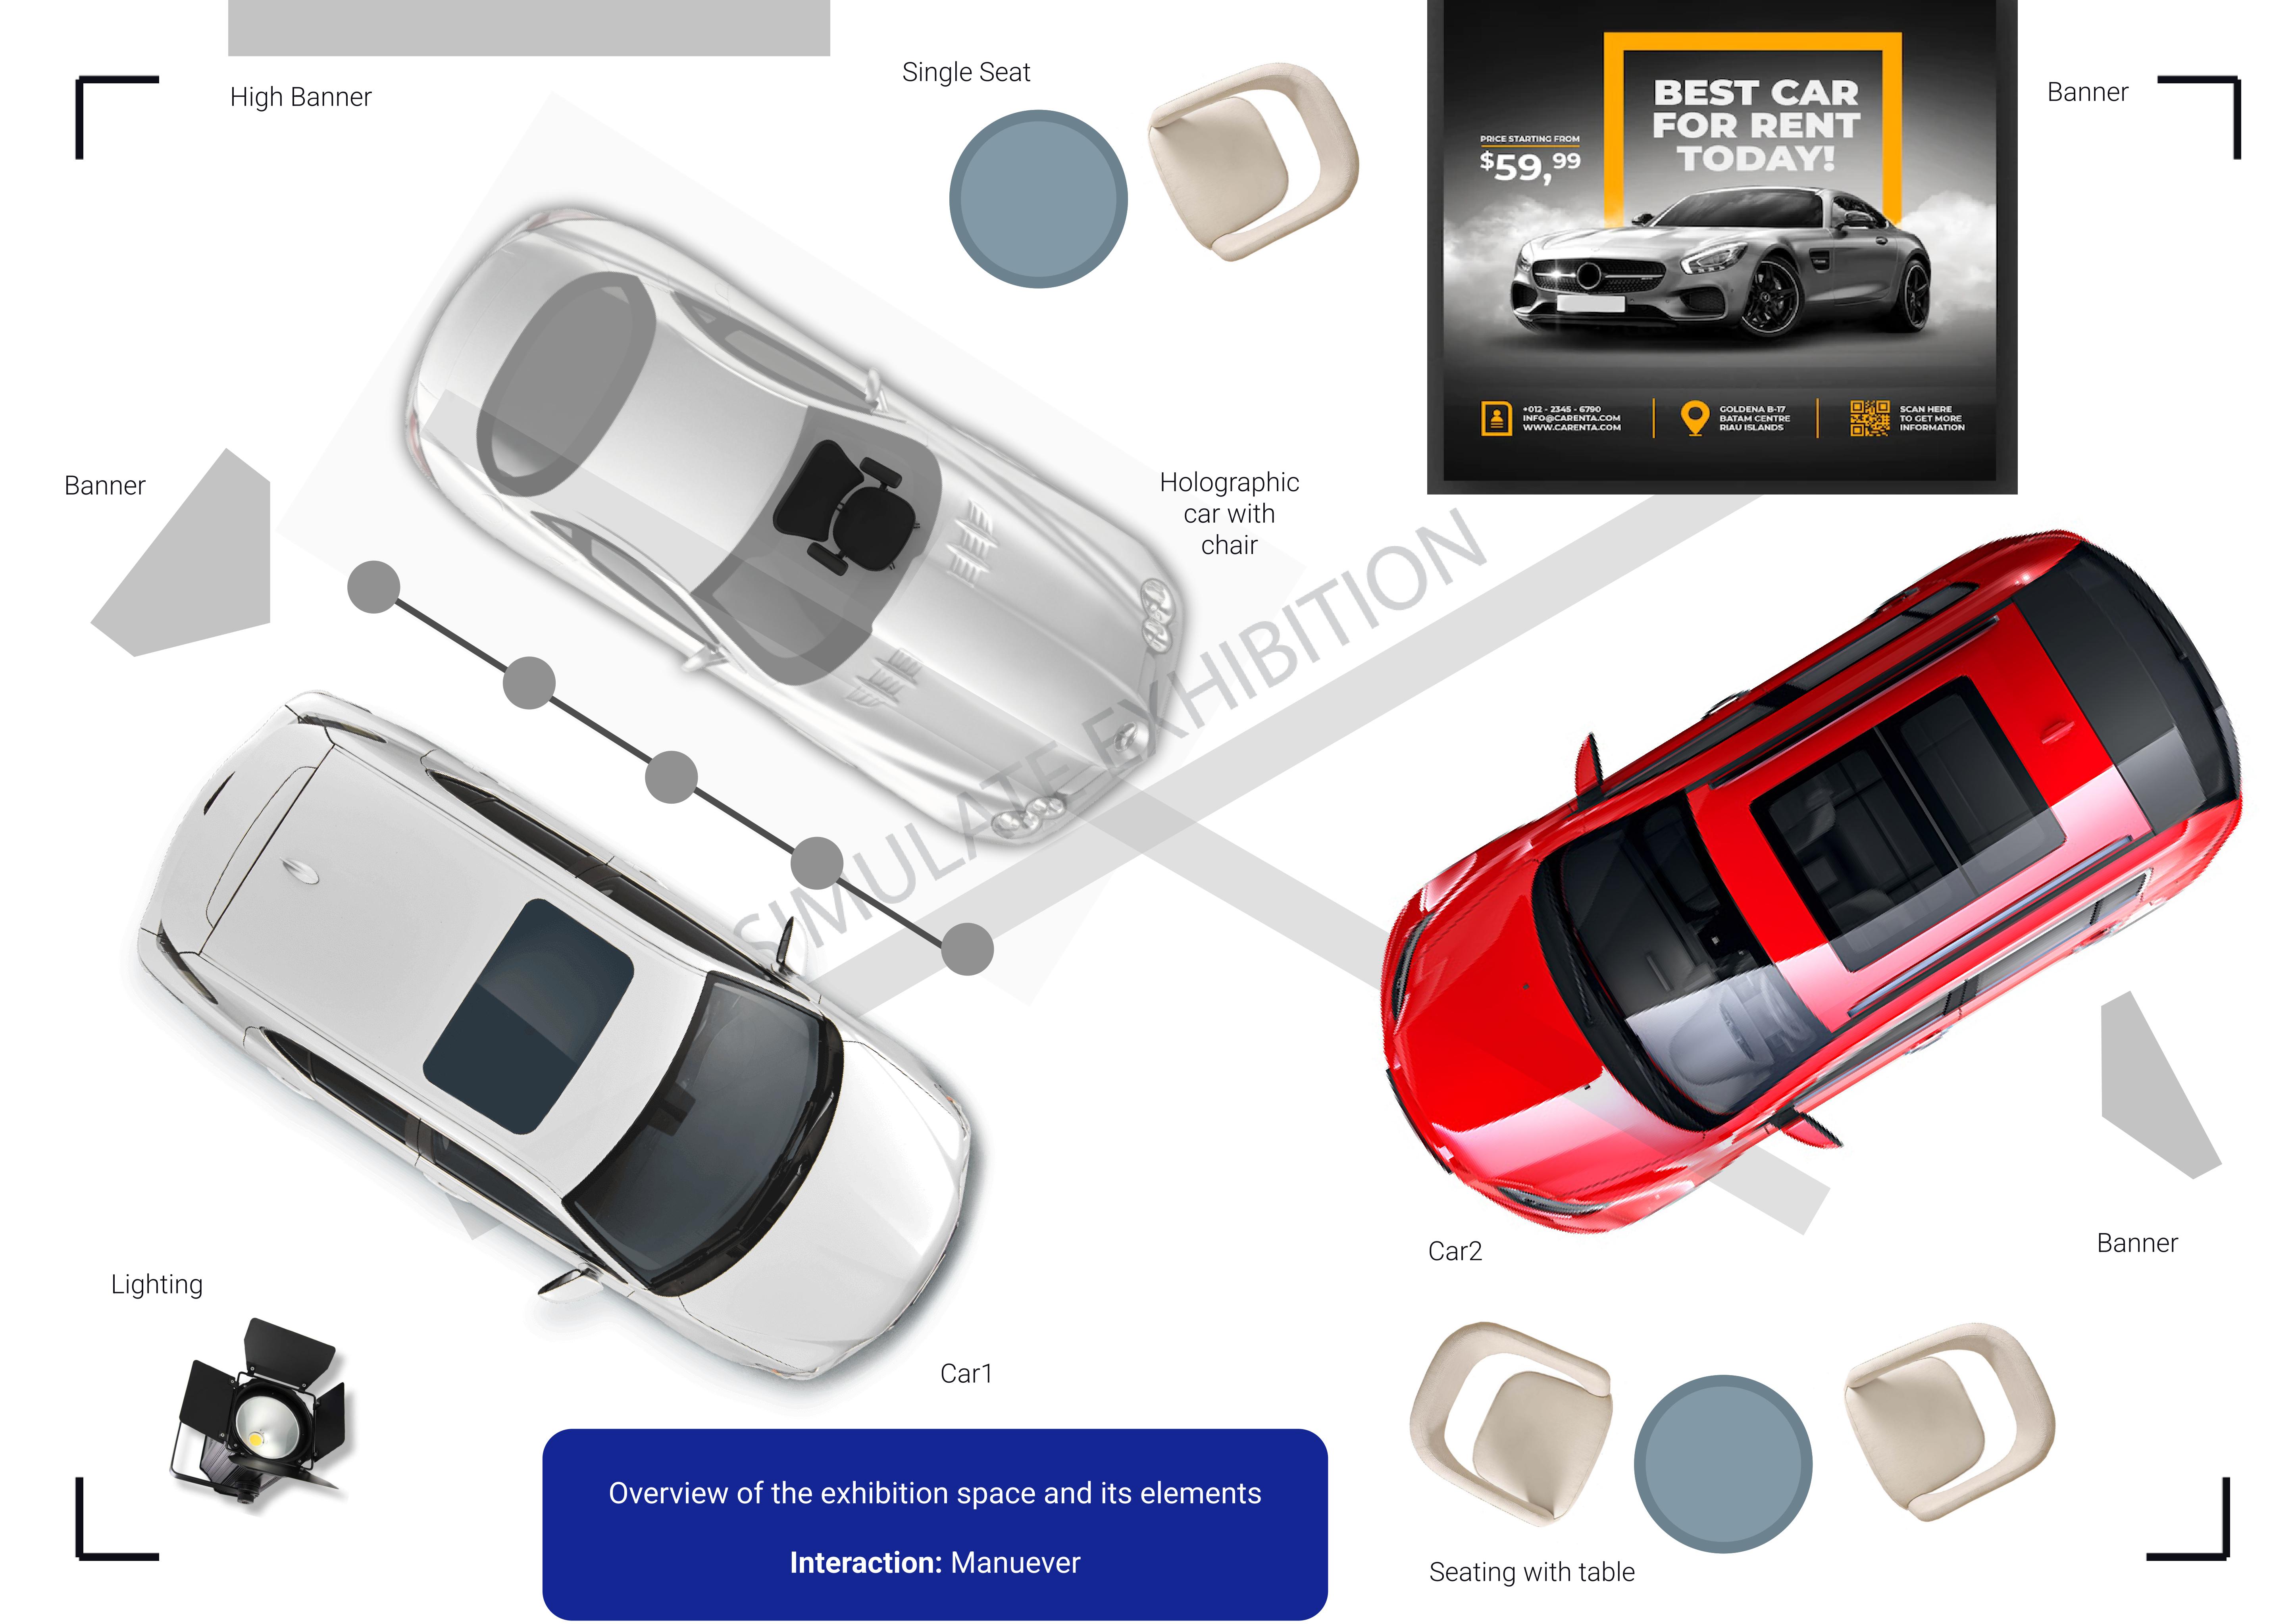 High Banner
Single Seat
Banner
BEST CAR
FOR RENT
TODAY!
PRICE STARTING FROM
$59,99
+012 - 2345 - 6790
INFO@CARENTA.COM
WWW.CARENTA.COM
GOLDENA B-17
BATAM CENTRE
RIAU ISLANDS
SCAN HERE
TO GET MORE
INFORMATION
Banner
Holographic
car with
chair
SIMULATE EXHIBITION
Lighting
Car1
Car2
Banner
Overview of the exhibition space and its elements
Interaction: Manuever
Seating with table